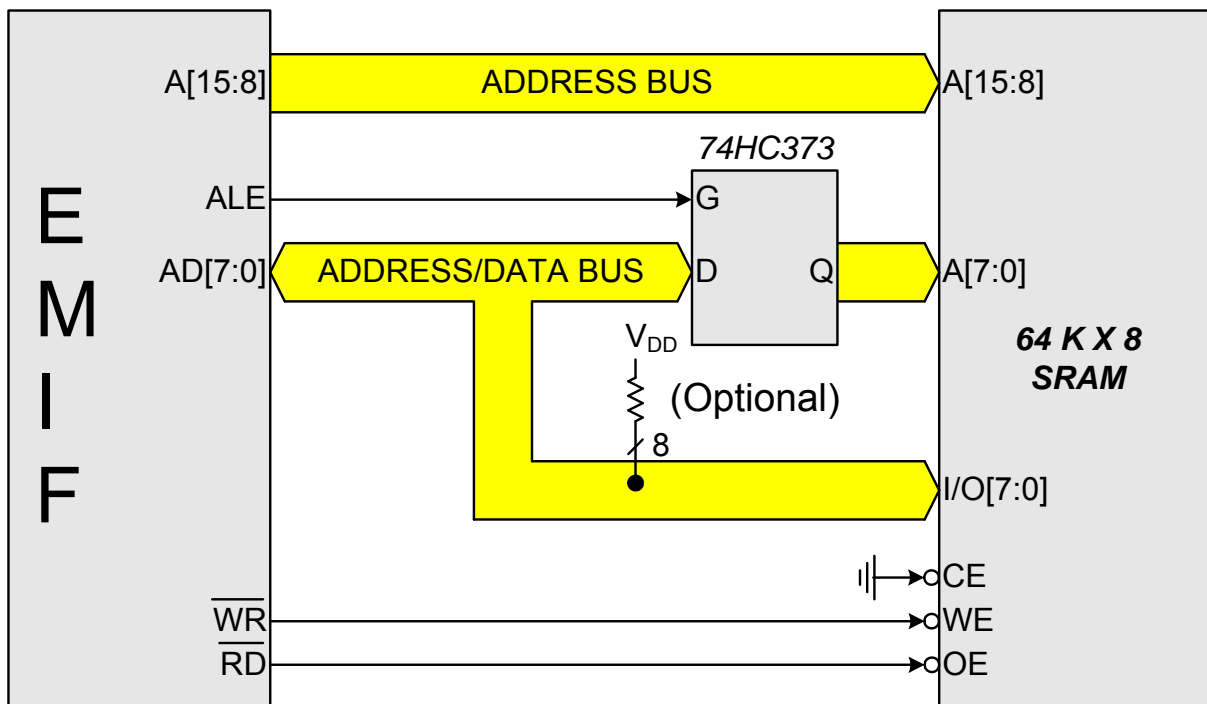 A[15:8] ADDRESS BUS A[15:8]
74HC373
ALE G
AD[7:0] ADDRESS/DATA BUS D Q A[7:0]
E
M
I
F
VDD
(Optional)
8
64 K X 8
SRAM
I/O[7:0]
CE
WR WE
RD OE